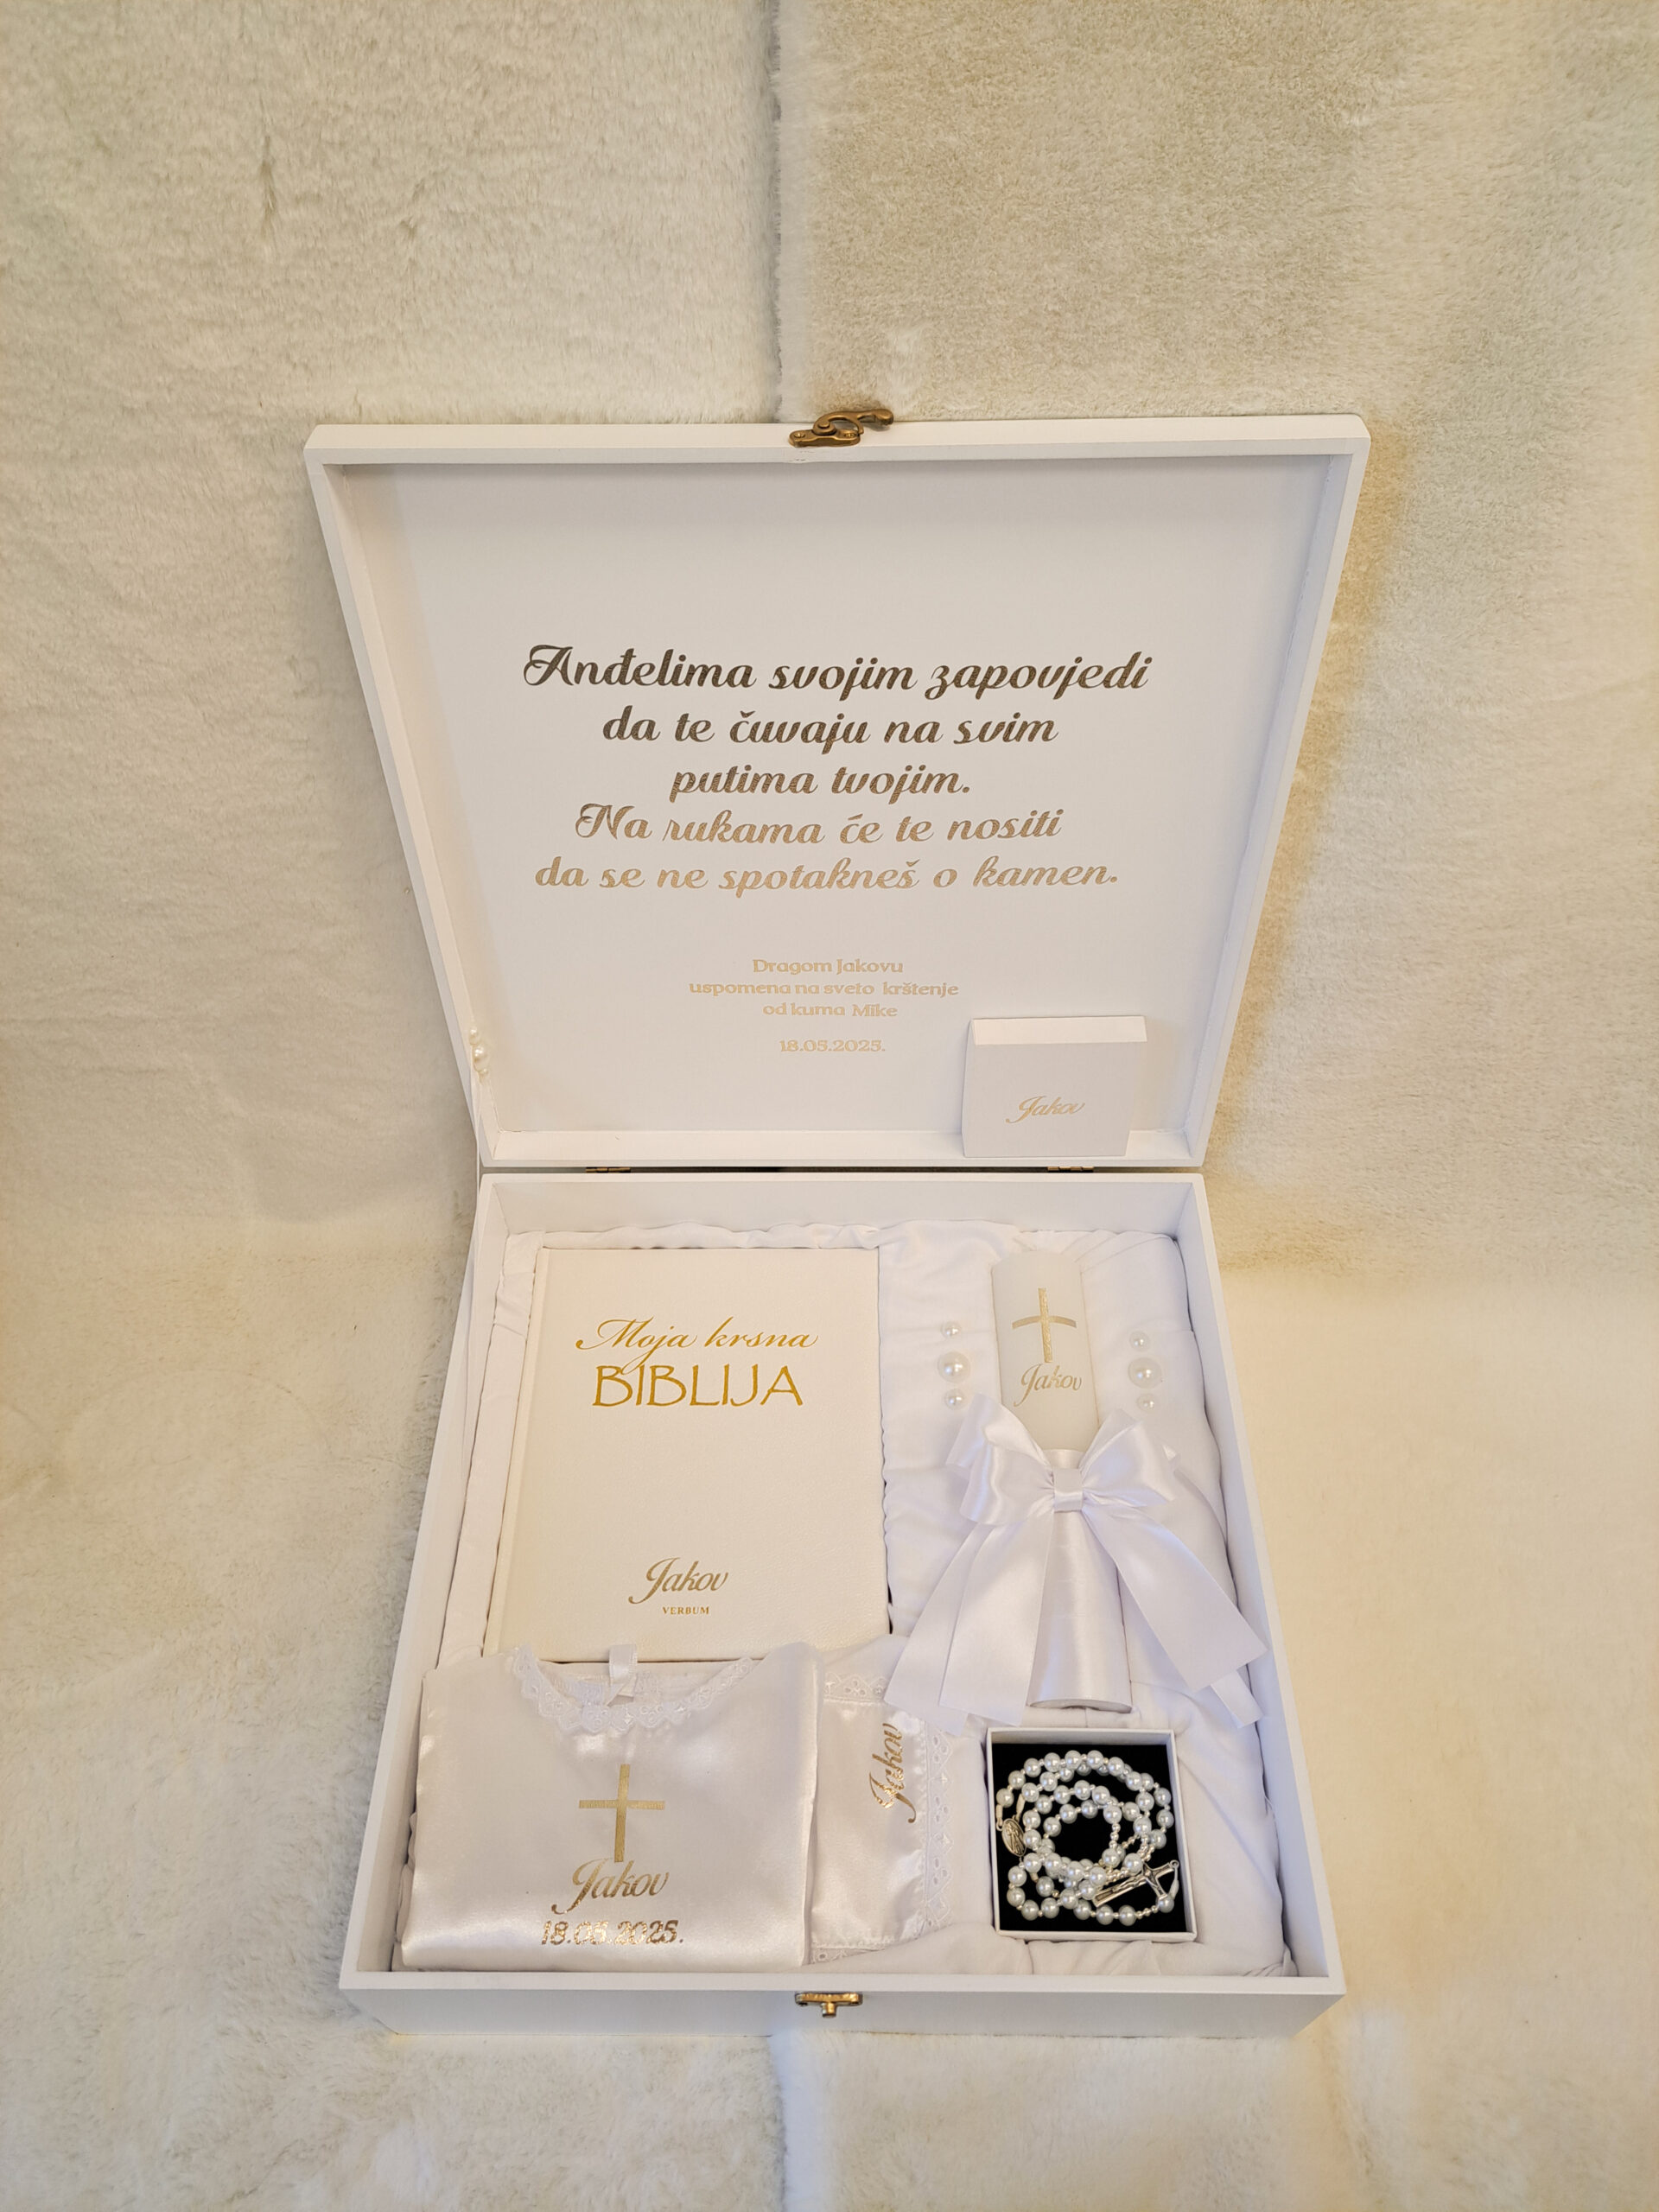 Anđelima svojim zapovjedi
da te čuvaju na svim
putima tvojim.
Na rukama će te nositi
da se ne spotakneš o kamen.
Dragom Jakovu
uspomena na sveto krštenje
od kuma Mike
18.05.2025.
Jakov
Moja krsna
BIBLIJA
Jakov
VERBUM
Jakov
Jakov
18.05.2025.
Jakov